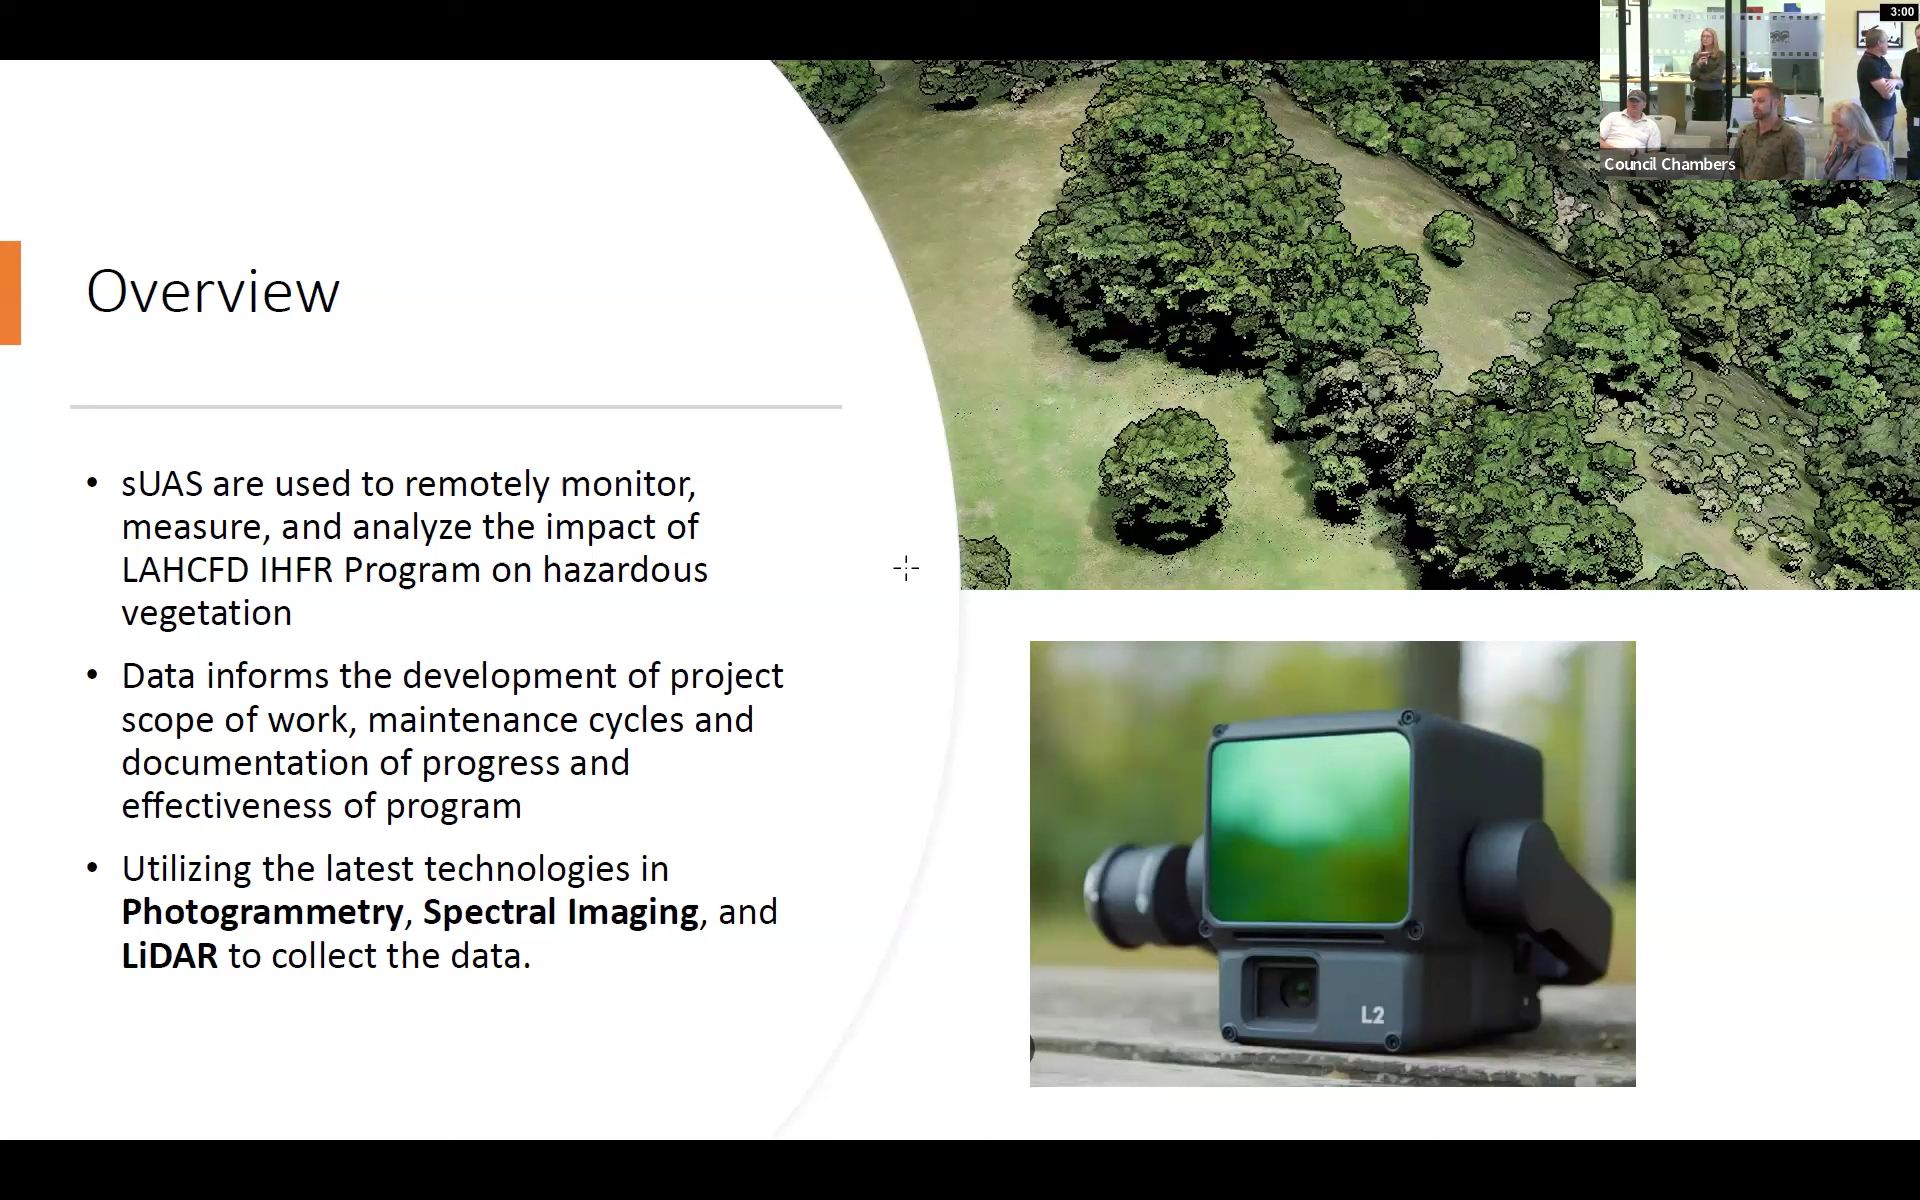 3:00
Council Chambers
Overview
• sUAS are used to remotely monitor,
measure, and analyze the impact of
LAHCFD IHFR Program on hazardous
vegetation
• Data informs the development of project
scope of work, maintenance cycles and
documentation of progress and
effectiveness of program
• Utilizing the latest technologies in
Photogrammetry, Spectral Imaging, and
LiDAR to collect the data.
L2